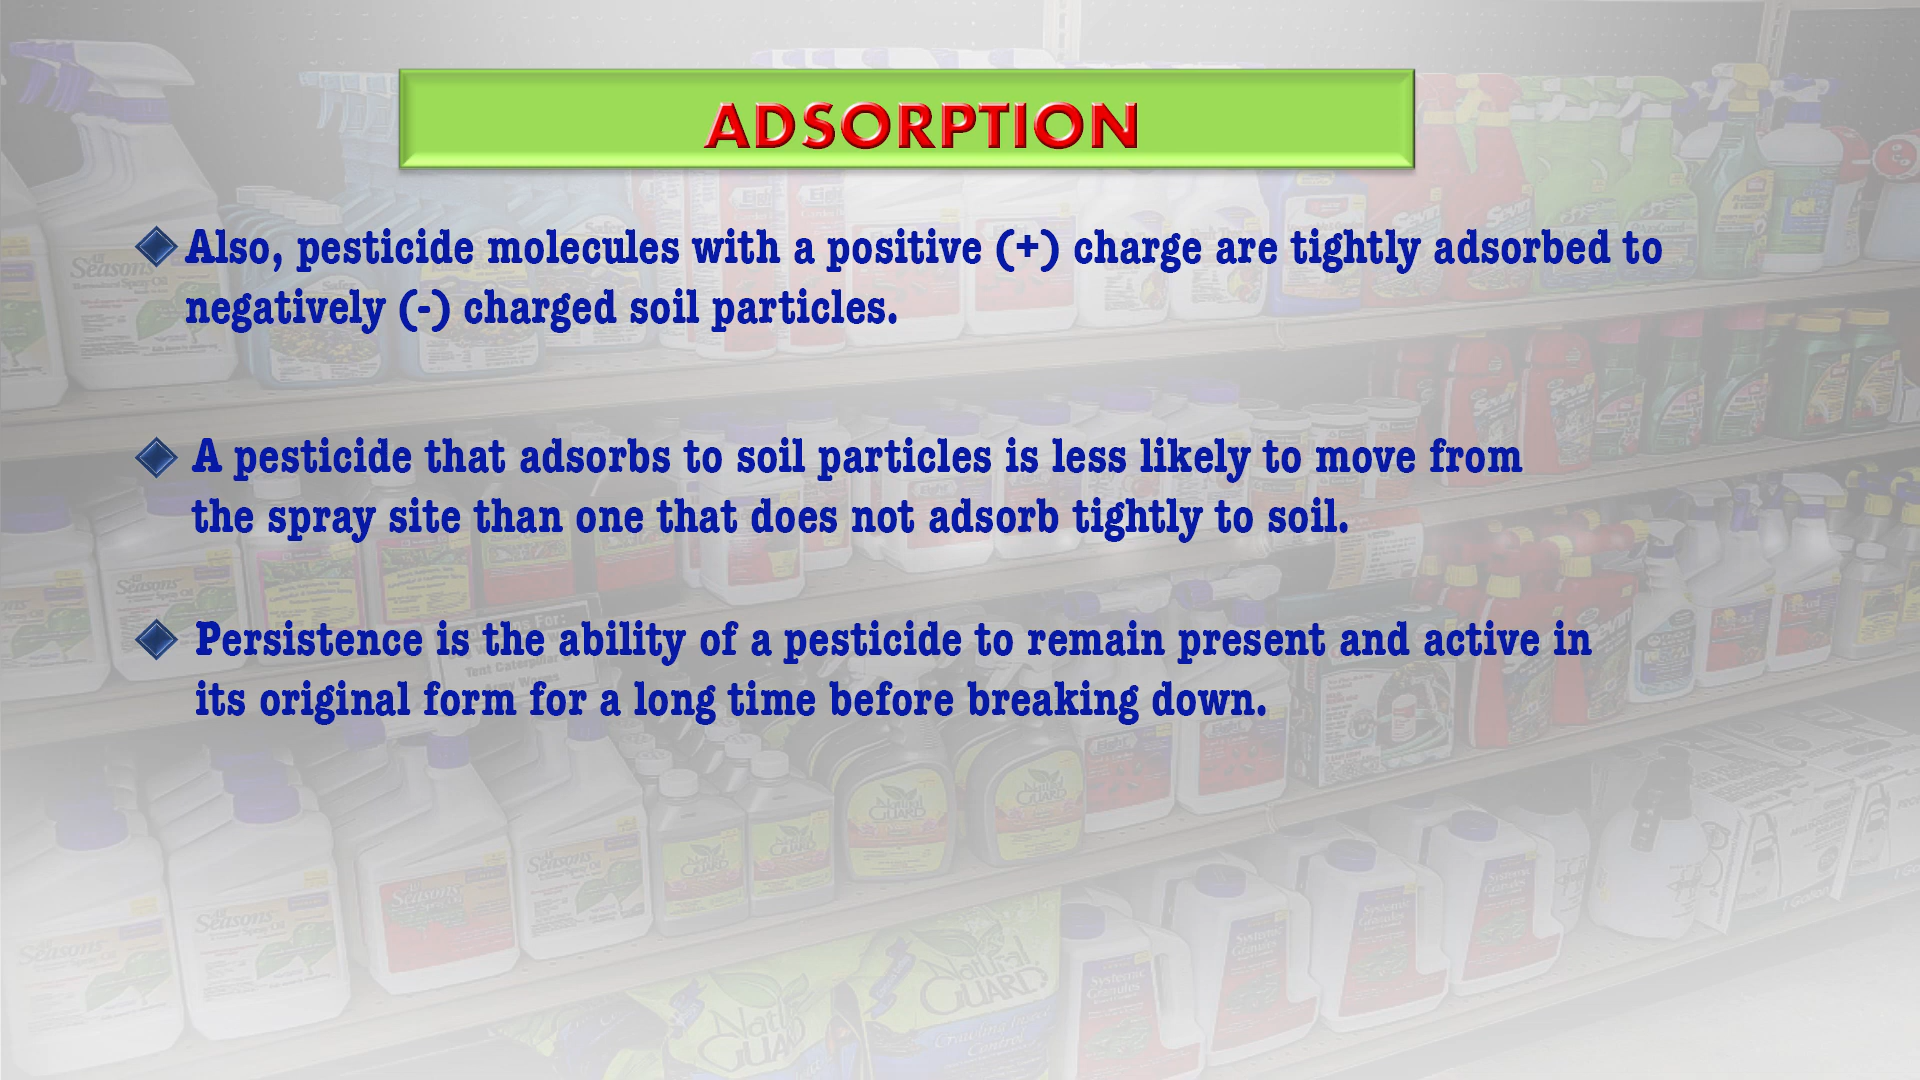 ADSORPTION
Also, pesticide molecules with a positive (+) charge are tightly adsorbed to
negatively (-) charged soil particles.
A pesticide that adsorbs to soil particles is less likely to move from
the spray site than one that does not adsorb tightly to soil.
Persistence is the ability of a pesticide to remain present and active in
its original form for a long time before breaking down.